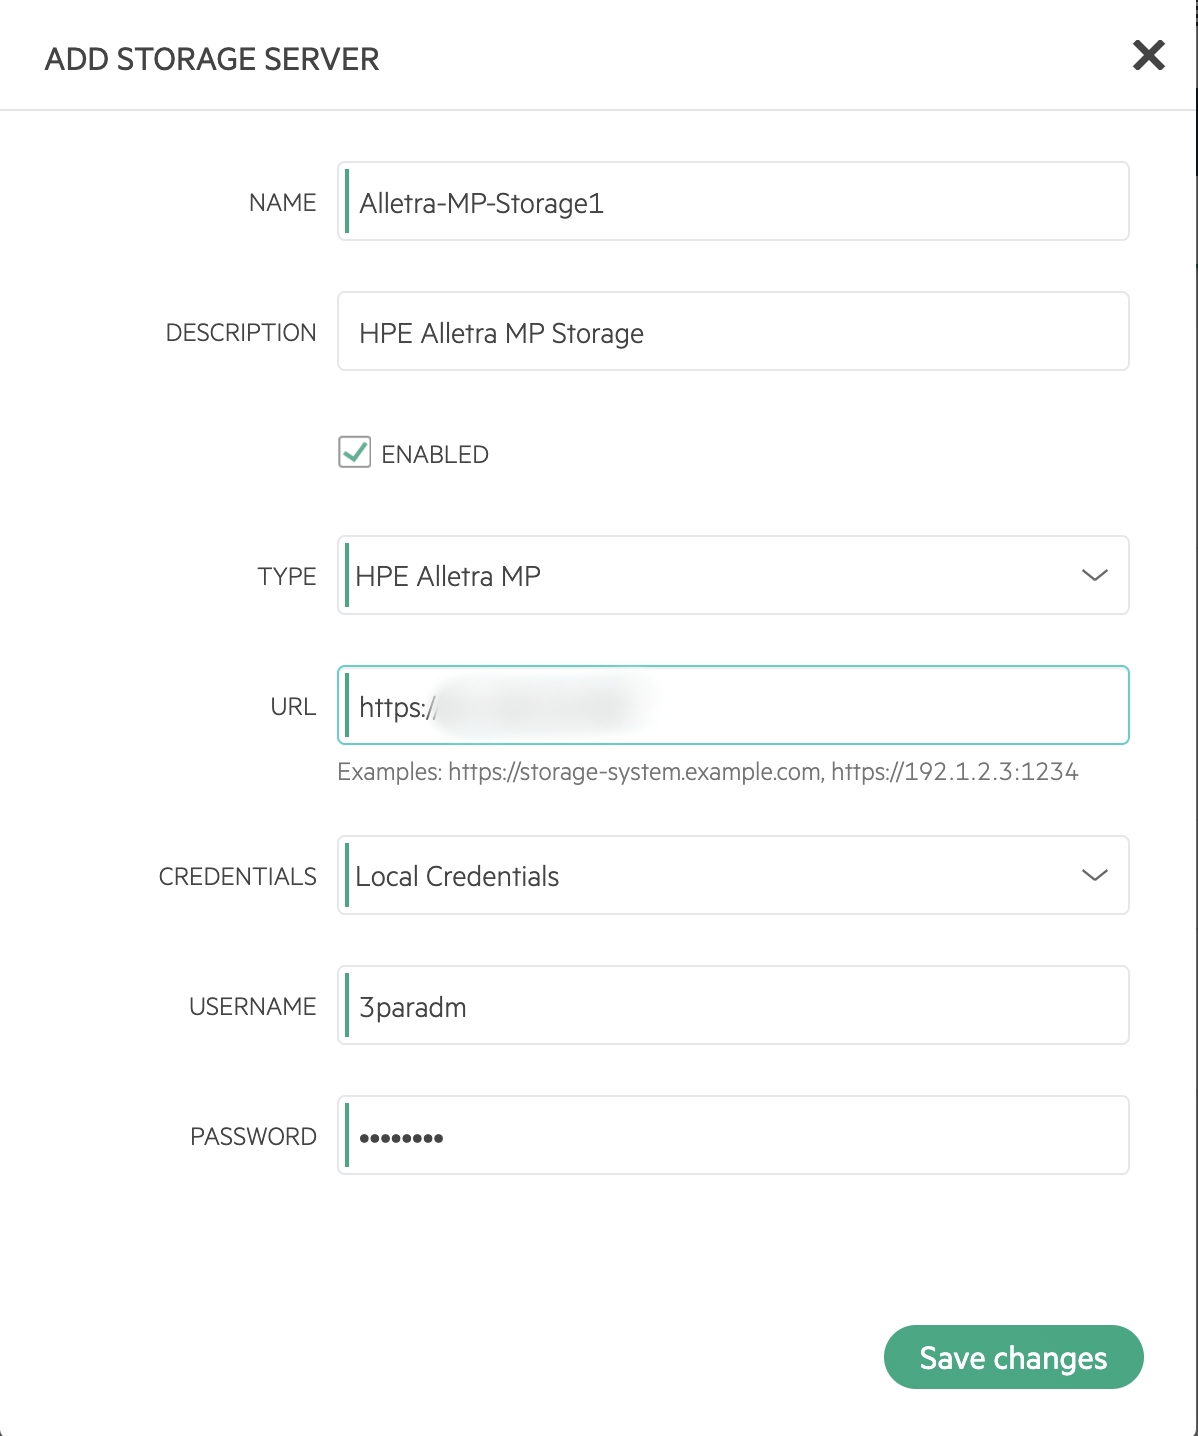 ADD STORAGE SERVER
NAME
Alletra-MP-Storage1
DESCRIPTION
HPE Alletra MP Storage
ENABLED
TYPE
HPE Alletra MP
URL
https://
Examples: https://storage-system.example.com, https://192.1.2.3:1234
CREDENTIALS
Local Credentials
USERNAME
3paradm
PASSWORD
••••••••
Save changes